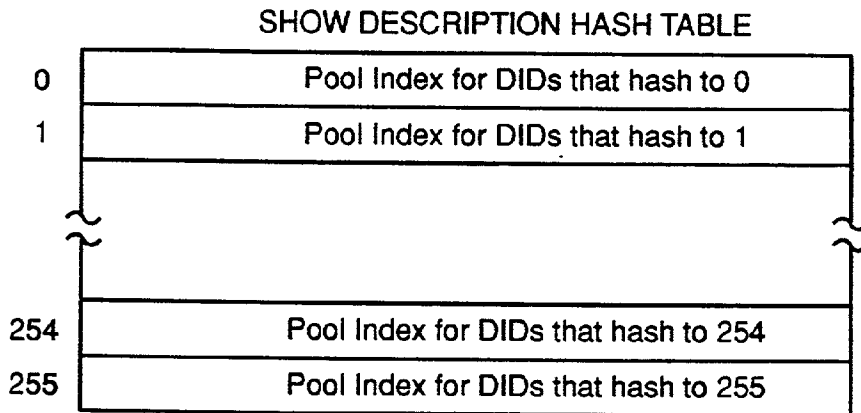 SHOW DESCRIPTION HASH TABLE
0 Pool Index for DIDs that hash to 0
1 Pool Index for DIDs that hash to 1
254 Pool Index for DIDs that hash to 254
255 Pool Index for DIDs that hash to 255